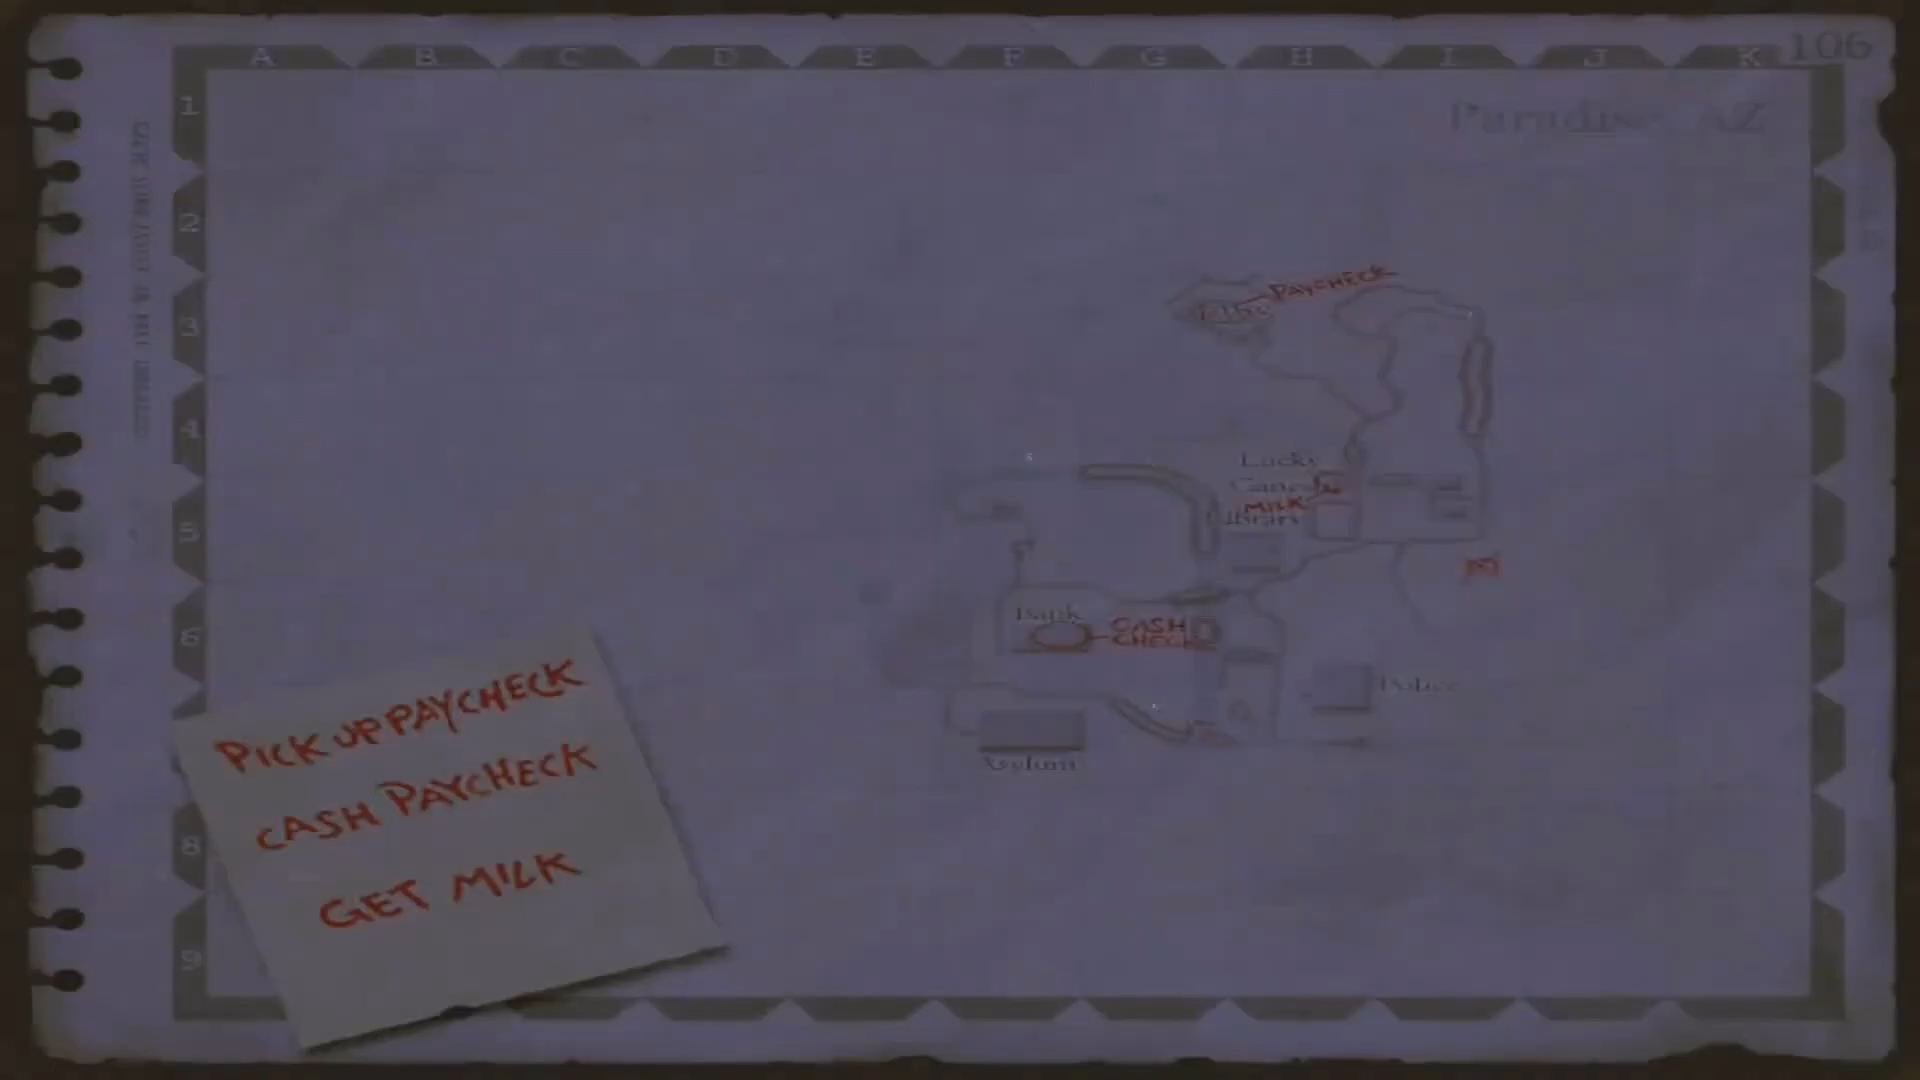 A B C D E F G H I J K 106
Paradise, AZ
1
2
3
4
5
6
8
9
PAYCHECK
Lucky
MILK
Library
Bank
CASH
CHECK
Police
Asylum
PICK UP PAYCHECK
CASH PAYCHECK
GET MILK